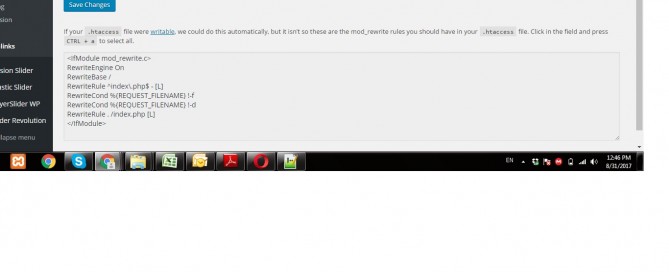 Save Changes
sion
If your .htaccess file were writable, we could do this automatically, but it isn't so these are the mod_rewrite rules you should have in your .htaccess file. Click in the field and press
CTRL + a to select all.
links
<IfModule mod_rewrite.c>
RewriteEngine On
RewriteBase /
RewriteRule ^index\.php$ - [L]
RewriteCond %{REQUEST_FILENAME} !-f
RewriteCond %{REQUEST_FILENAME} !-d
RewriteRule . /index.php [L]
</IfModule>
sion Slider
astic Slider
yerSlider WP
der Revolution
ollapse menu
EN
12:46 PM
8/31/2017